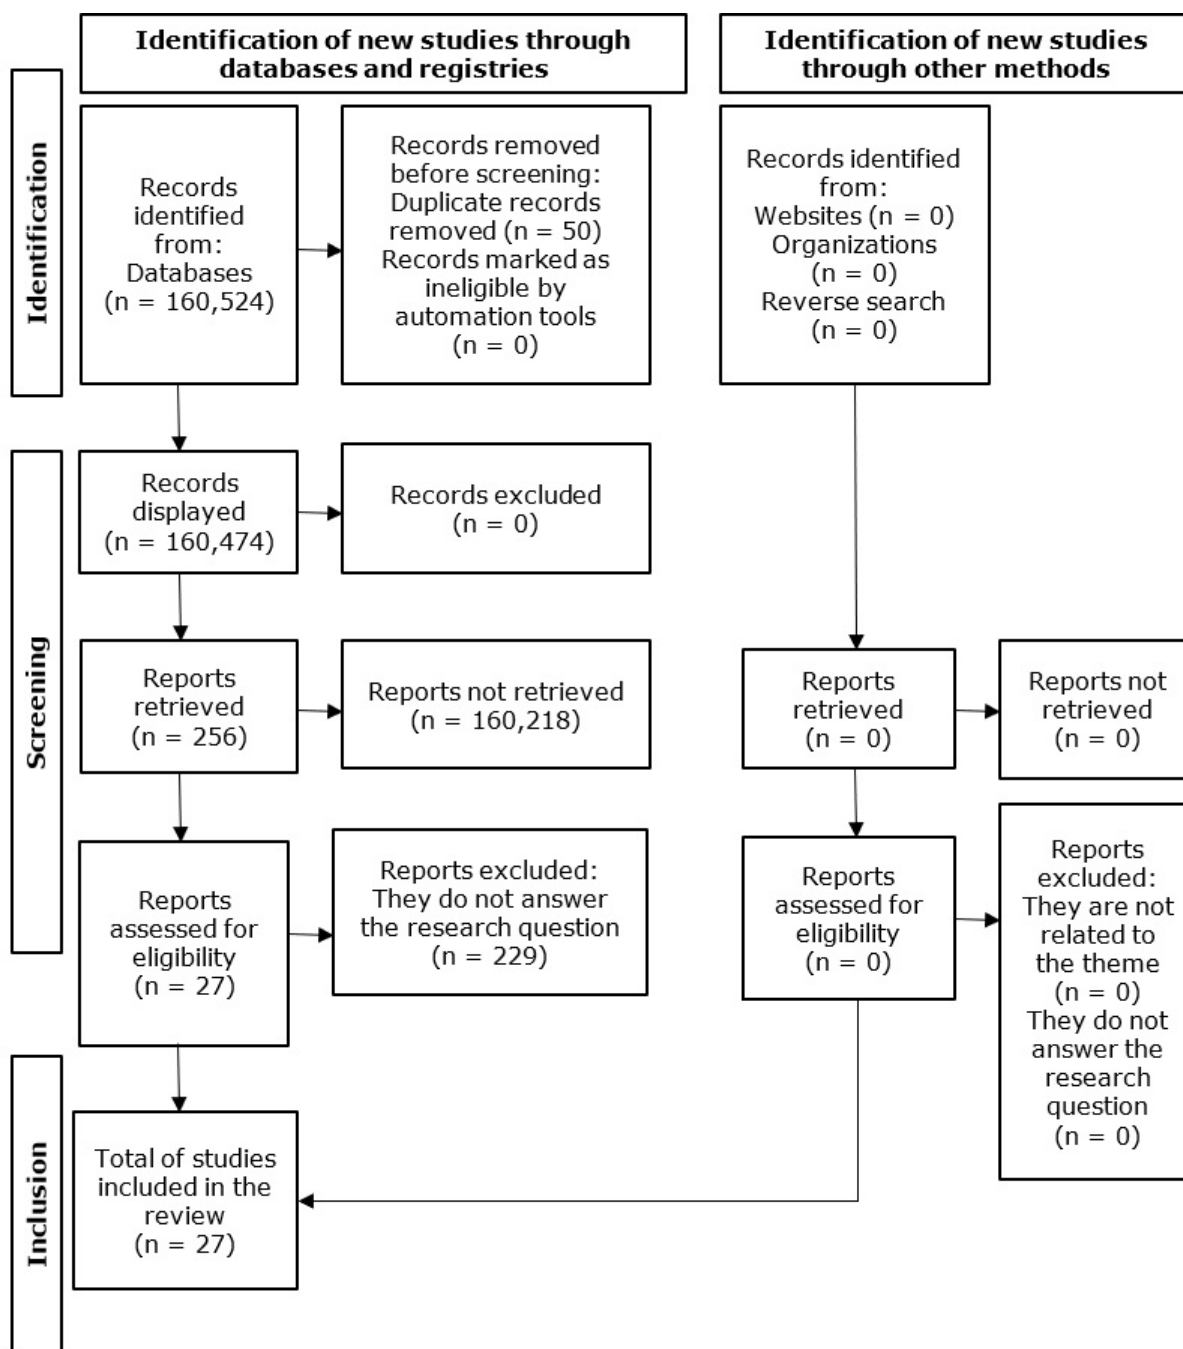 Identification of new studies through
databases and registries
Identification of new studies
through other methods
Identification
Records
identified
from:
Databases
(n = 160,524)
Records removed
before screening:
Duplicate records
removed (n = 50)
Records marked as
ineligible by
automation tools
(n = 0)
Records identified
from:
Websites (n = 0)
Organizations
(n = 0)
Reverse search
(n = 0)
Screening
Records
displayed
(n = 160,474)
Records excluded
(n = 0)
Reports
retrieved
(n = 256)
Reports not retrieved
(n = 160,218)
Reports
retrieved
(n = 0)
Reports not
retrieved
(n = 0)
Reports
assessed for
eligibility
(n = 27)
Reports excluded:
They do not answer
the research question
(n = 229)
Reports
assessed for
eligibility
(n = 0)
Reports
excluded:
They are not
related to
the theme
(n = 0)
They do not
answer the
research
question
(n = 0)
Inclusion
Total of studies
included in the
review
(n = 27)